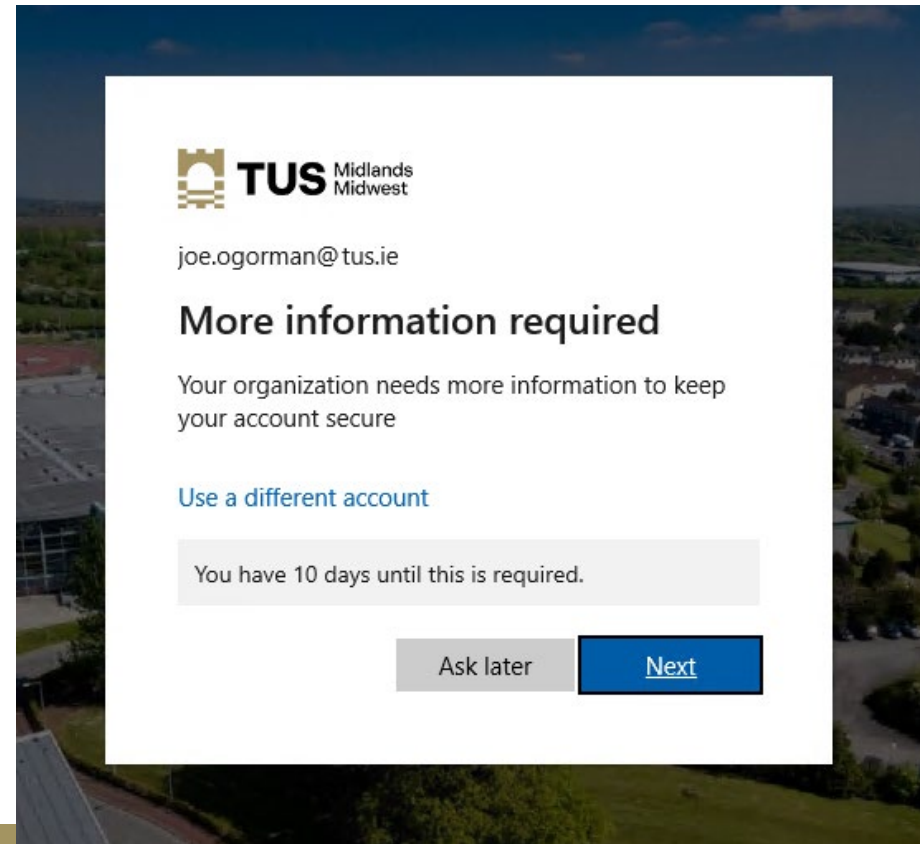 TUS Midlands
Midwest
joe.ogorman@tus.ie
More information required
Your organization needs more information to keep
your account secure
Use a different account
You have 10 days until this is required.
Ask later Next